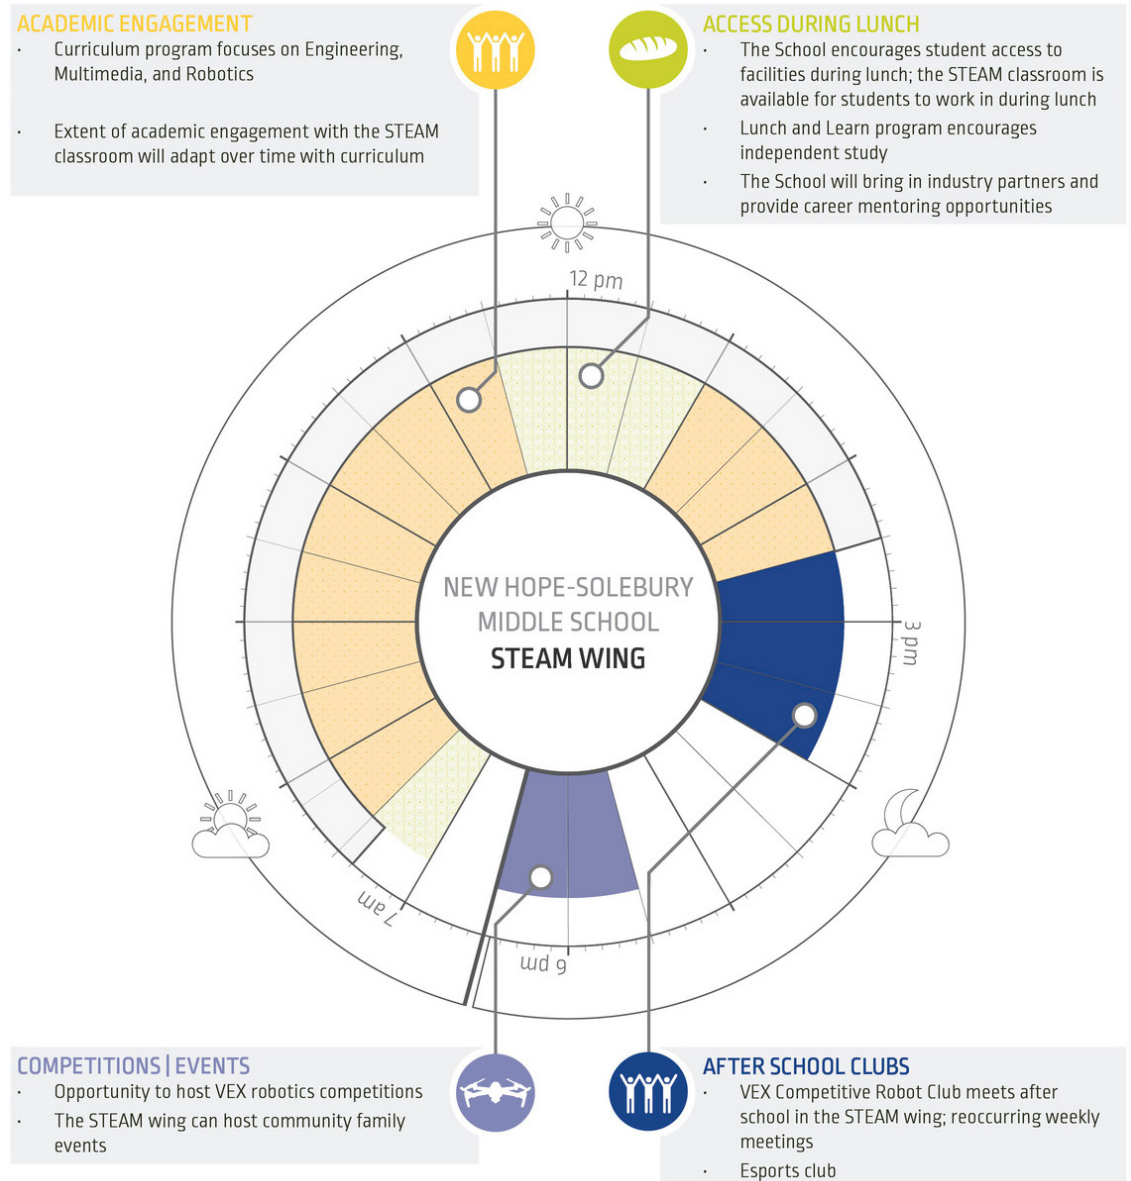 ACADEMIC ENGAGEMENT
· Curriculum program focuses on Engineering,
Multimedia, and Robotics
· Extent of academic engagement with the STEAM
classroom will adapt over time with curriculum
ACCESS DURING LUNCH
· The School encourages student access to
facilities during lunch; the STEAM classroom is
available for students to work in during lunch
· Lunch and Learn program encourages
independent study
· The School will bring in industry partners and
provide career mentoring opportunities
12 pm
NEW HOPE-SOLEBURY
MIDDLE SCHOOL
STEAM WING
3 pm
7 am
6 pm
COMPETITIONS | EVENTS
· Opportunity to host VEX robotics competitions
· The STEAM wing can host community family
events
AFTER SCHOOL CLUBS
· VEX Competitive Robot Club meets after
school in the STEAM wing; reoccurring weekly
meetings
· Esports club